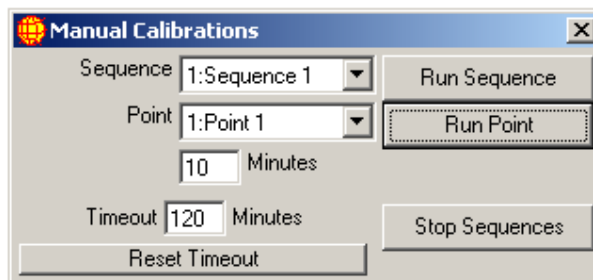 Manual Calibrations
Sequence 1:Sequence 1 Run Sequence
Point 1:Point 1 Run Point
10 Minutes
Timeout 120 Minutes Stop Sequences
Reset Timeout